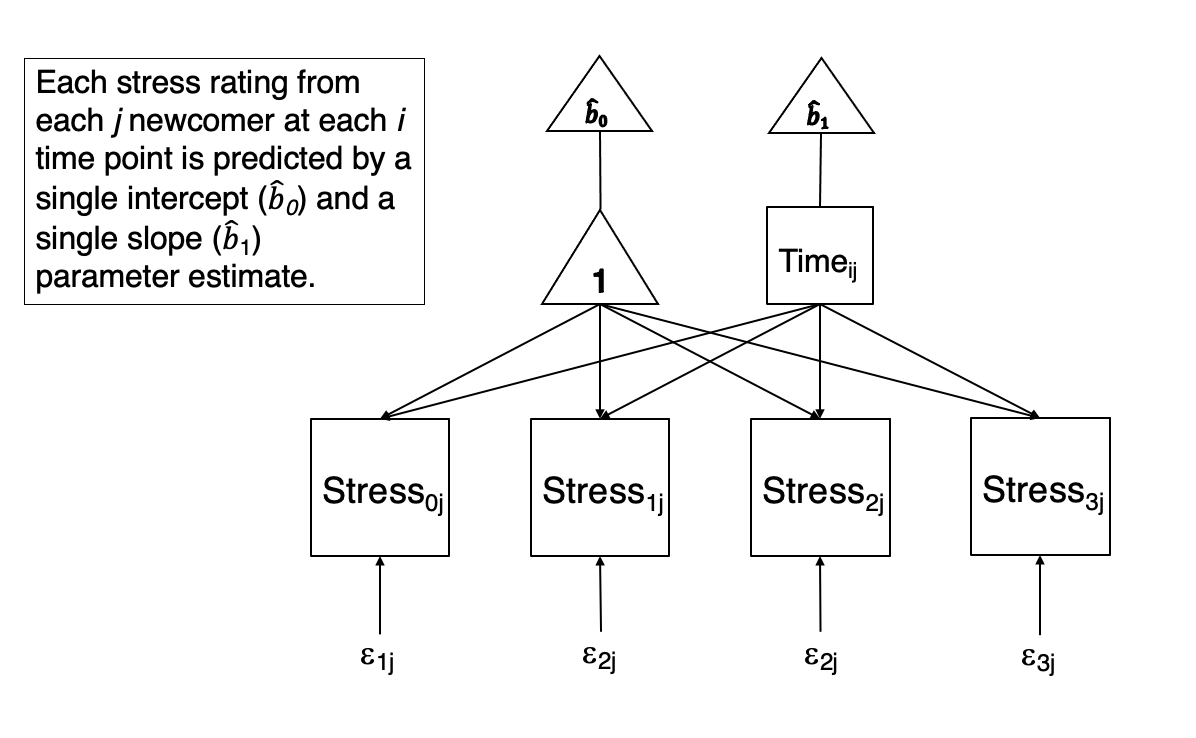 Each stress rating from
each j newcomer at each i
time point is predicted by a
single intercept (b̂₀) and a
single slope (b̂₁)
parameter estimate.
b̂₀
b̂₁
1
Timeᵢⱼ
Stress₀ⱼ
Stress₁ⱼ
Stress₂ⱼ
Stress₃ⱼ
ε₁ⱼ
ε₂ⱼ
ε₂ⱼ
ε₃ⱼ